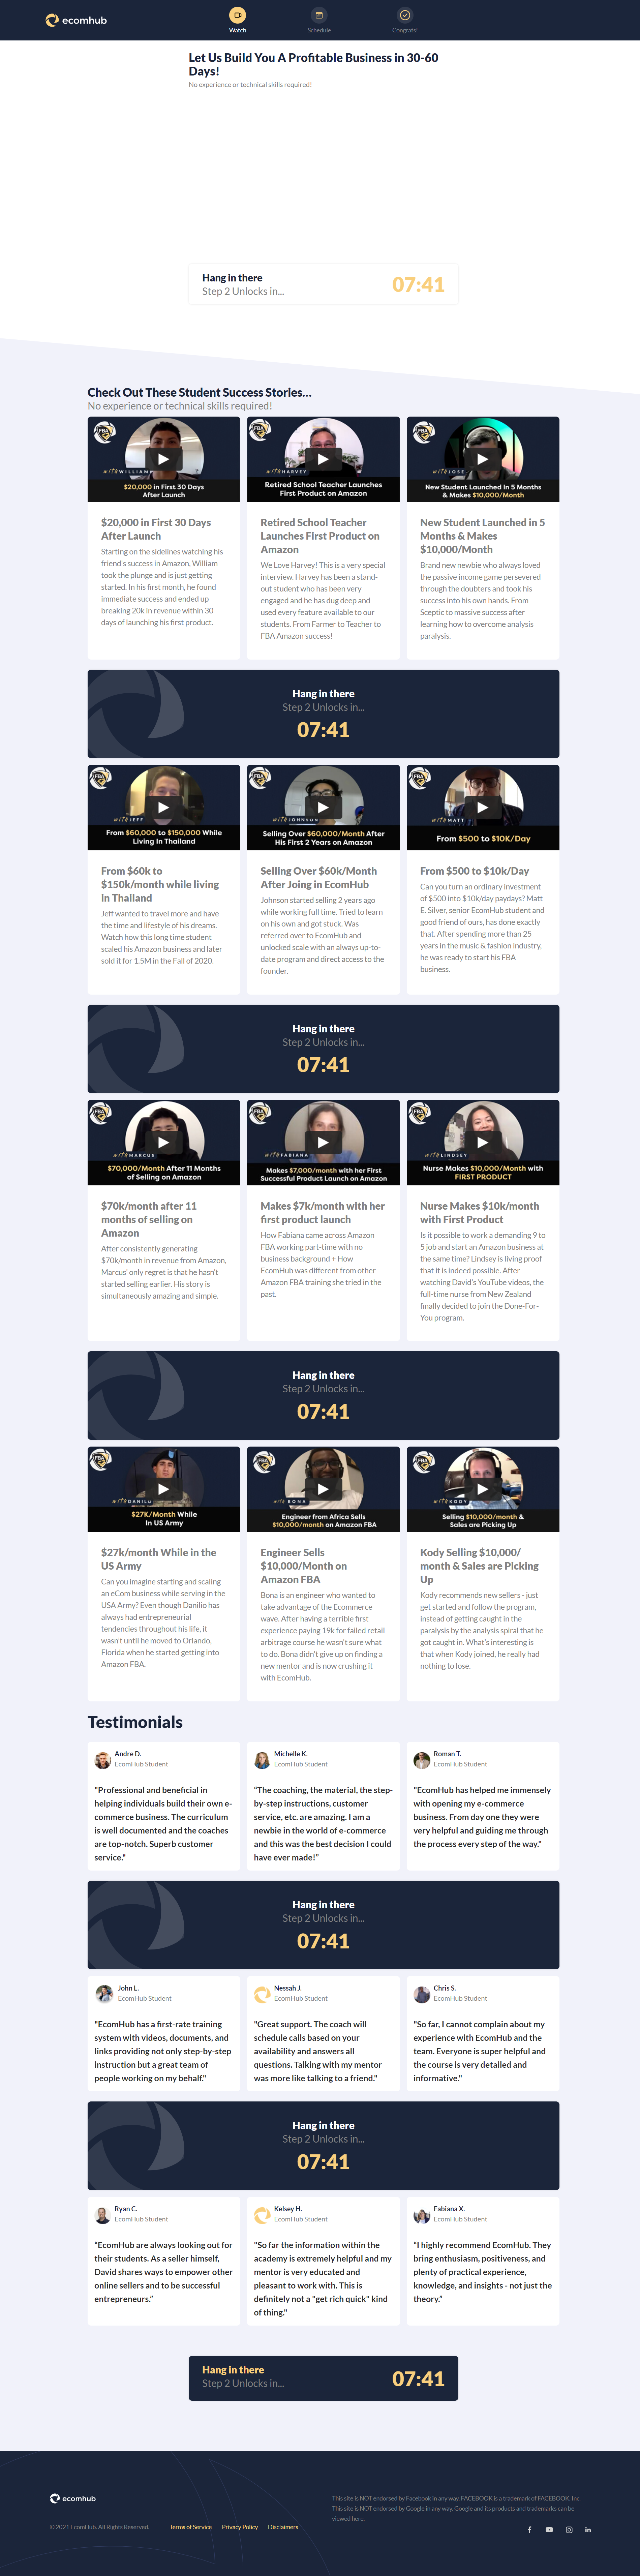 ecomhub
Watch
Schedule
Congrats!
Let Us Build You A Profitable Business in 30-60
Days!
No experience or technical skills required!
Hang in there
Step 2 Unlocks in...
07:41
Check Out These Student Success Stories...
No experience or technical skills required!
FBA
with WILLIAM
$20,000 in First 30 Days
After Launch
FBA
with HARVEY
Retired School Teacher Launches
First Product on Amazon
FBA
with JOSE
New Student Launched In 5 Months
& Makes $10,000/Month
$20,000 in First 30 Days
After Launch
Starting on the sidelines watching his
friend's success in Amazon, William
took the plunge and is just getting
started. In his first month, he found
immediate success and ended up
breaking 20k in revenue within 30
days of launching his first product.
Retired School Teacher
Launches First Product on
Amazon
We Love Harvey! This is a very special
interview. Harvey has been a stand-
out student who has been very
engaged and he has dug deep and
used every feature available to our
students. From Farmer to Teacher to
FBA Amazon success!
New Student Launched in 5
Months & Makes
$10,000/Month
Brand new newbie who always loved
the passive income game persevered
through the doubters and took his
success into his own hands. From
Sceptic to massive success after
learning how to overcome analysis
paralysis.
Hang in there
Step 2 Unlocks in...
07:41
FBA
with JEFF
From $60,000 to $150,000 While
Living In Thailand
FBA
with JOHNSON
Selling Over $60,000/Month After
His First 2 Years on Amazon
FBA
with MATT
From $500 to $10K/Day
From $60k to
$150k/month while living
in Thailand
Jeff wanted to travel more and have
the time and lifestyle of his dreams.
Watch how this long time student
scaled his Amazon business and later
sold it for 1.5M in the Fall of 2020.
Selling Over $60k/Month
After Joing in EcomHub
Johnson started selling 2 years ago
while working full time. Tried to learn
on his own and got stuck. Was
referred over to EcomHub and
unlocked scale with an always up-to-
date program and direct access to the
founder.
From $500 to $10k/Day
Can you turn an ordinary investment
of $500 into $10k/day paydays? Matt
E. Silver, senior EcomHub student and
good friend of ours, has done exactly
that. After spending more than 25
years in the music & fashion industry,
he was ready to start his FBA
business.
Hang in there
Step 2 Unlocks in...
07:41
FBA
with MARCUS
$70,000/Month After 11 Months
of Selling on Amazon
FBA
with FABIANA
Makes $7,000/month with her First
Successful Product Launch on Amazon
FBA
with LINDSEY
Nurse Makes $10,000/Month with
FIRST PRODUCT
$70k/month after 11
months of selling on
Amazon
After consistently generating
$70k/month in revenue from Amazon,
Marcus' only regret is that he hasn't
started selling earlier. His story is
simultaneously amazing and simple.
Makes $7k/month with her
first product launch
How Fabiana came across Amazon
FBA working part-time with no
business background + How
EcomHub was different from other
Amazon FBA training she tried in the
past.
Nurse Makes $10k/month
with First Product
Is it possible to work a demanding 9 to
5 job and start an Amazon business at
the same time? Lindsey is living proof
that it is indeed possible. After
watching David's YouTube videos, the
full-time nurse from New Zealand
finally decided to join the Done-For-
You program.
Hang in there
Step 2 Unlocks in...
07:41
FBA
with DANILO
$27K/Month While
In US Army
FBA
with BONA
Engineer from Africa Sells
$10,000/month on Amazon FBA
FBA
with KODY
Selling $10,000/month &
Sales are Picking Up
$27k/month While in the
US Army
Can you imagine starting and scaling
an eCom business while serving in the
USA Army? Even though Danilio has
always had entrepreneurial
tendencies throughout his life, it
wasn't until he moved to Orlando,
Florida when he started getting into
Amazon FBA.
Engineer Sells
$10,000/Month on
Amazon FBA
Bona is an engineer who wanted to
take advantage of the Ecommerce
wave. After having a terrible first
experience paying 19k for failed retail
arbitrage course he wasn't sure what
to do. Bona didn't give up on finding a
new mentor and is now crushing it
with EcomHub.
Kody Selling $10,000/
month & Sales are Picking
Up
Kody recommends new sellers - just
get started and follow the program,
instead of getting caught in the
paralysis by the analysis spiral that he
got caught in. What's interesting is
that when Kody joined, he really had
nothing to lose.
Testimonials
Andre D.
EcomHub Student
"Professional and beneficial in
helping individuals build their own e-
commerce business. The curriculum
is well documented and the coaches
are top-notch. Superb customer
service."
Michelle K.
EcomHub Student
"The coaching, the material, the step-
by-step instructions, customer
service, etc. are amazing. I am a
newbie in the world of e-commerce
and this was the best decision I could
have ever made!"
Roman T.
EcomHub Student
"EcomHub has helped me immensely
with opening my e-commerce
business. From day one they were
very helpful and guiding me through
the process every step of the way."
Hang in there
Step 2 Unlocks in...
07:41
John L.
EcomHub Student
"EcomHub has a first-rate training
system with videos, documents, and
links providing not only step-by-step
instruction but a great team of
people working on my behalf."
Nessah J.
EcomHub Student
"Great support. The coach will
schedule calls based on your
availability and answers all
questions. Talking with my mentor
was more like talking to a friend."
Chris S.
EcomHub Student
"So far, I cannot complain about my
experience with EcomHub and the
team. Everyone is super helpful and
the course is very detailed and
informative."
Hang in there
Step 2 Unlocks in...
07:41
Ryan C.
EcomHub Student
"EcomHub are always looking out for
their students. As a seller himself,
David shares ways to empower other
online sellers and to be successful
entrepreneurs."
Kelsey H.
EcomHub Student
"So far the information within the
academy is extremely helpful and my
mentor is very educated and
pleasant to work with. This is
definitely not a "get rich quick" kind
of thing."
Fabiana X.
EcomHub Student
"I highly recommend EcomHub. They
bring enthusiasm, positiveness, and
plenty of practical experience,
knowledge, and insights - not just the
theory."
Hang in there
Step 2 Unlocks in...
07:41
ecomhub
© 2021 EcomHub. All Rights Reserved.
Terms of Service
Privacy Policy
Disclaimers
This site is NOT endorsed by Facebook in any way. FACEBOOK is a trademark of FACEBOOK, Inc.
This site is NOT endorsed by Google in any way. Google and its products and trademarks can be
viewed here.